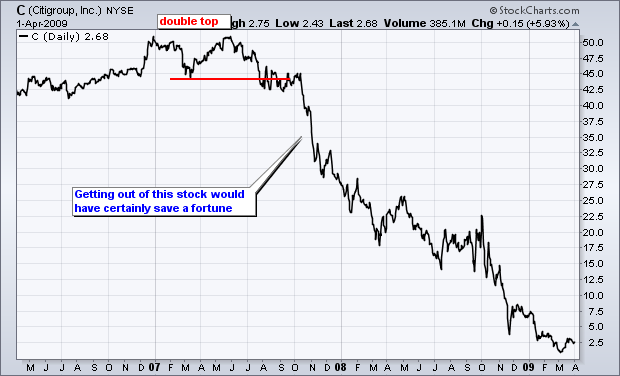 C (Citigroup, Inc.) NYSE
© StockCharts.com
1-Apr-2009
double top
gh 2.75 Low 2.43 Last 2.68 Volume 385.1M Chg +0.15 (+5.93%)
C (Daily) 2.68
50.0
47.5
45.0
42.5
40.0
37.5
35.0
32.5
30.0
27.5
25.0
22.5
20.0
17.5
15.0
12.5
10.0
7.5
5.0
2.5
Getting out of this stock would
have certainly save a fortune
M J J A S O N D 07 F M A M J J A S O N D 08 F M A M J J A S O N D 09 F M A